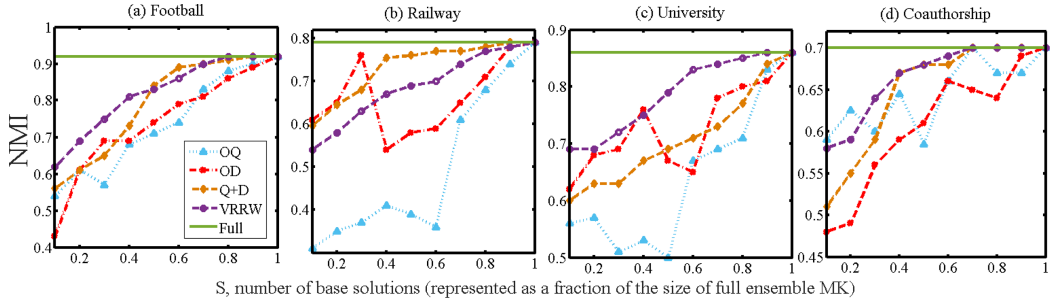 (a) Football
(b) Railway
(c) University
(d) Coauthorship
NMI
1
0.9
0.8
0.7
0.6
0.5
0.4
0.8
0.7
0.6
0.5
0.4
0.9
0.8
0.7
0.6
0.5
0.7
0.65
0.6
0.55
0.5
0.45
OQ
OD
Q+D
VRRW
Full
0.2 0.4 0.6 0.8 1
0.2 0.4 0.6 0.8 1
0.2 0.4 0.6 0.8 1
0.2 0.4 0.6 0.8 1
S, number of base solutions (represented as a fraction of the size of full ensemble MK)